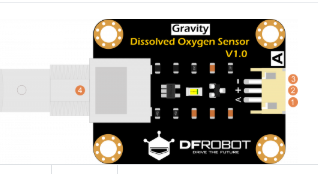 Gravity
Dissolved Oxygen Sensor
V1.0
A
-
+
A
3
2
1
4
DFROBOT
DRIVE THE FUTURE